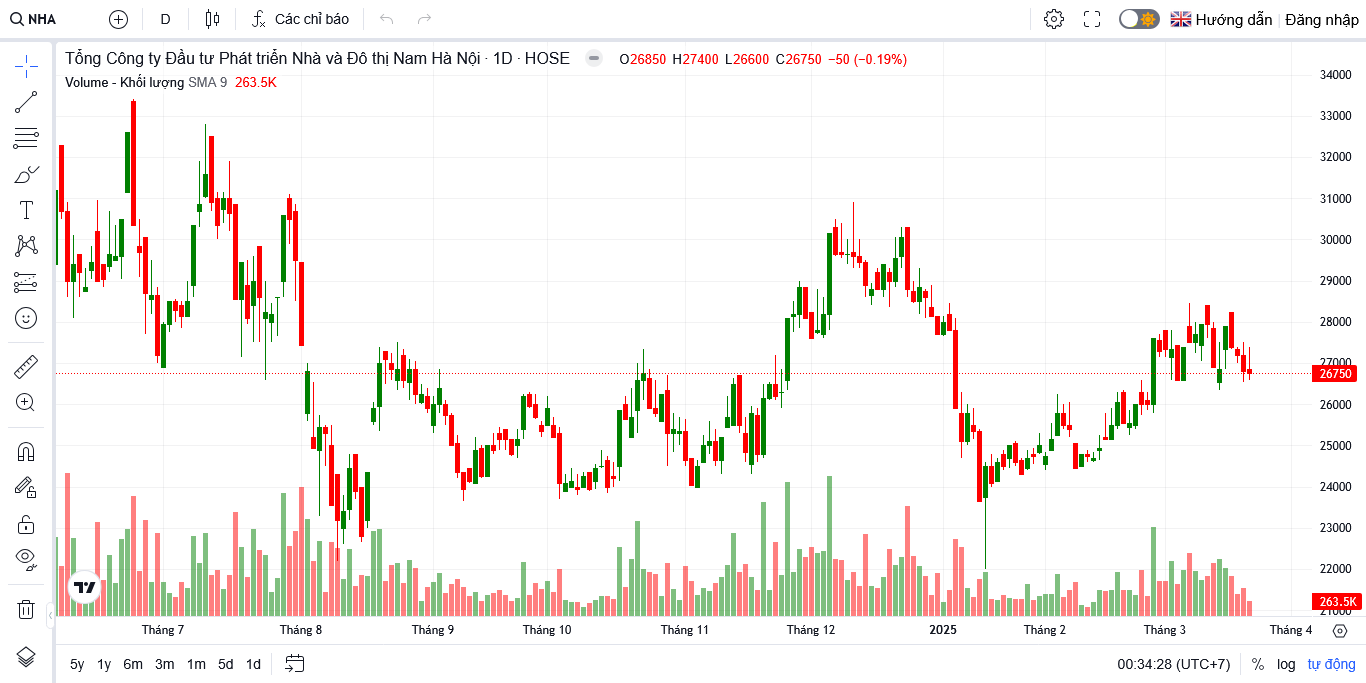 NHA D Các chỉ báo Hướng dẫn Đăng nhập
Tổng Công ty Đầu tư Phát triển Nhà và Đô thị Nam Hà Nội · 1D · HOSE O26850 H27400 L26600 C26750 −50 (−0.19%)
Volume - Khối lượng SMA 9 263.5K
34000
33000
32000
31000
30000
29000
28000
27000
26750
26000
25000
24000
23000
22000
263.5K
21000
Tháng 7 Tháng 8 Tháng 9 Tháng 10 Tháng 11 Tháng 12 2025 Tháng 2 Tháng 3 Tháng 4
5y 1y 6m 3m 1m 5d 1d 00:34:28 (UTC+7) % log tự động